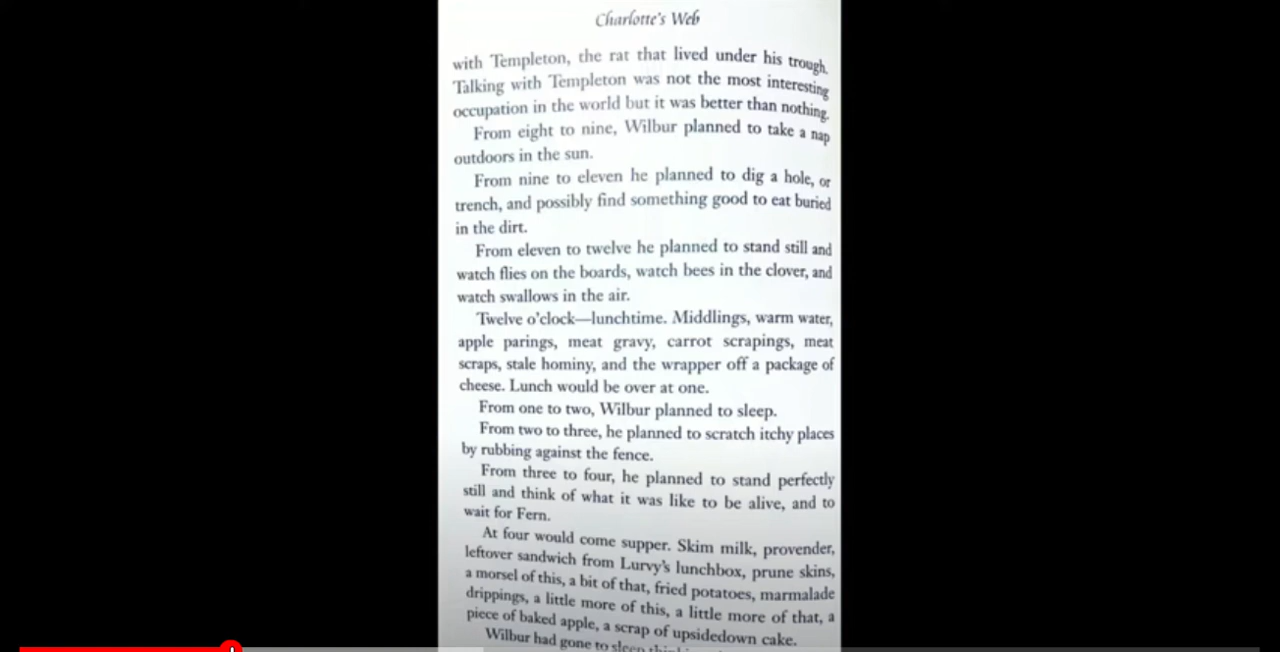 Charlotte's Web
with Templeton, the rat that lived under his trough.
Talking with Templeton was not the most interesting
occupation in the world but it was better than nothing.
From eight to nine, Wilbur planned to take a nap
outdoors in the sun.
From nine to eleven he planned to dig a hole, or
trench, and possibly find something good to eat buried
in the dirt.
From eleven to twelve he planned to stand still and
watch flies on the boards, watch bees in the clover, and
watch swallows in the air.
Twelve o'clock—lunchtime. Middlings, warm water,
apple parings, meat gravy, carrot scrapings, meat
scraps, stale hominy, and the wrapper off a package of
cheese. Lunch would be over at one.
From one to two, Wilbur planned to sleep.
From two to three, he planned to scratch itchy places
by rubbing against the fence.
From three to four, he planned to stand perfectly
still and think of what it was like to be alive, and to
wait for Fern.
At four would come supper. Skim milk, provender,
leftover sandwich from Lurvy's lunchbox, prune skins,
a morsel of this, a bit of that, fried potatoes, marmalade
drippings, a little more of this, a little more of that, a
piece of baked apple, a scrap of upsidedown cake.
Wilbur had gone to sleep